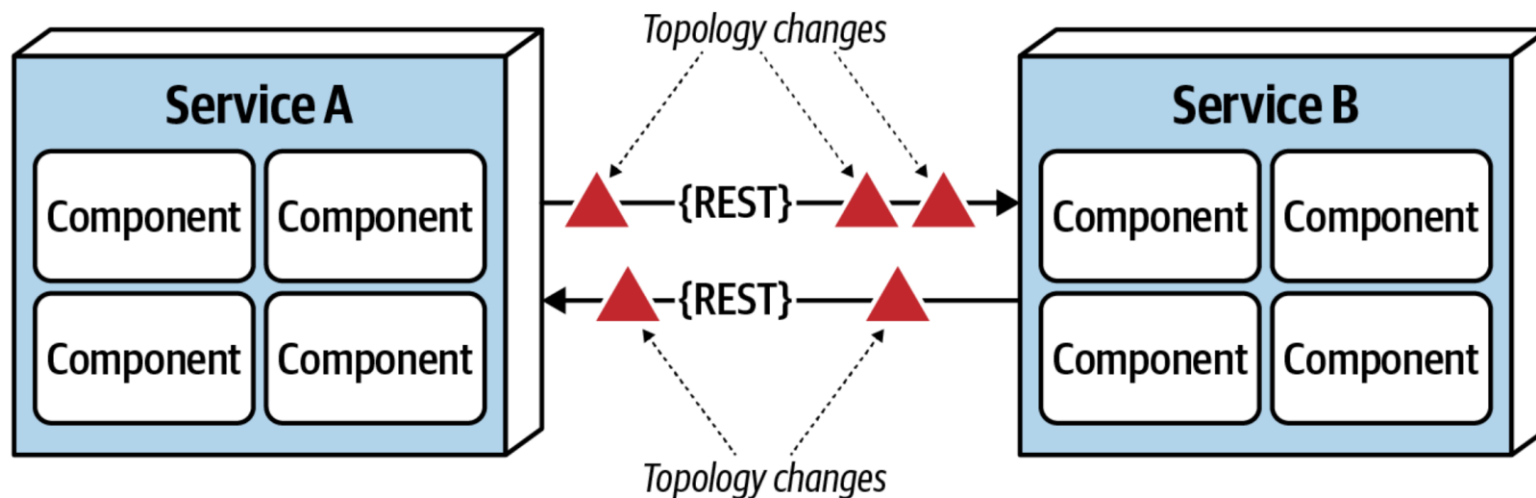 Topology changes
Service A
Service B
Component
Component
Component
Component
{REST}
{REST}
Component
Component
Component
Component
Topology changes